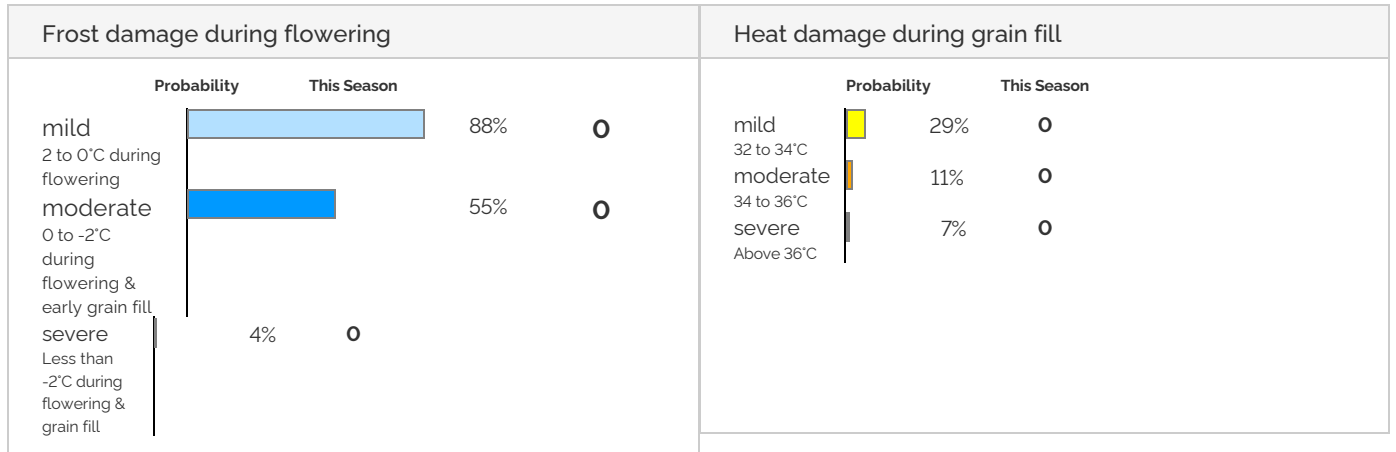 Frost damage during flowering
Probability This Season
mild 88% 0
2 to 0°C during
flowering
moderate 55% 0
0 to -2°C
during
flowering &
early grain fill
severe 4% 0
Less than
-2°C during
flowering &
grain fill
Heat damage during grain fill
Probability This Season
mild 29% 0
32 to 34°C
moderate 11% 0
34 to 36°C
severe 7% 0
Above 36°C